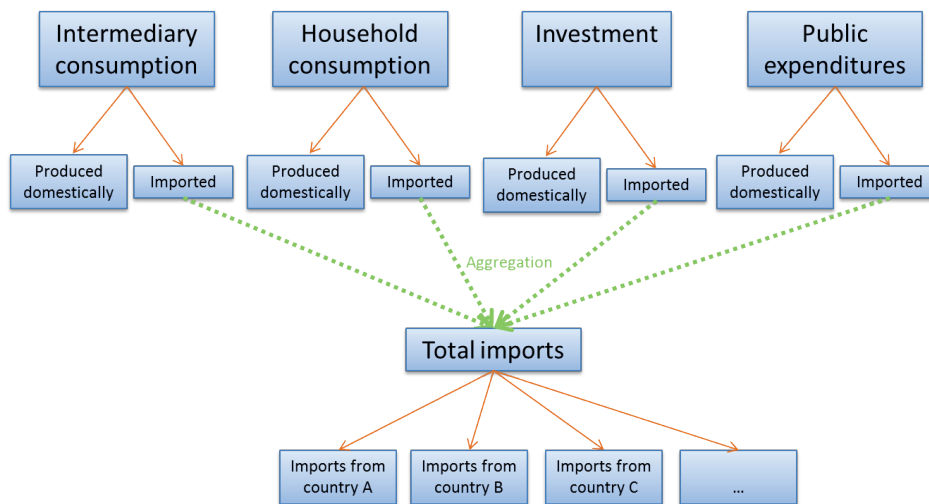 Intermediary
consumption
Household
consumption
Investment
Public
expenditures
Produced
domestically
Imported
Produced
domestically
Imported
Produced
domestically
Imported
Produced
domestically
Imported
Aggregation
Total imports
Imports from
country A
Imports from
country B
Imports from
country C
...